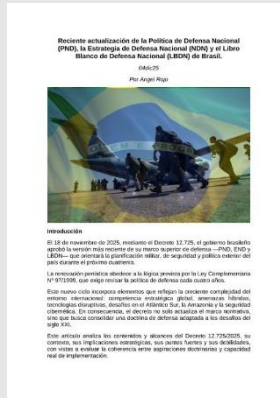 Reciente actualización de la Política de Defensa Nacional
(PND), la Estrategia de Defensa Nacional (NDN) y el Libro
Blanco de Defensa Nacional (LBDN) de Brasil.
04dic25
Por Angel Rojo
Introducción
El 18 de noviembre de 2025, mediante el Decreto 12.725, el gobierno brasileño
aprobó la versión más reciente de su marco superior de defensa —PND, END y
LBDN— que orientará la planificación militar, de seguridad y política exterior del
país durante el próximo cuatrienio.
La renovación periódica obedece a la lógica prevista por la Ley Complementaria
Nº 97/1999, que exige revisar la política de defensa cada cuatro años.
Este nuevo ciclo incorpora elementos que reflejan la creciente complejidad del
entorno internacional: competencia estratégica global, amenazas híbridas,
tecnologías disruptivas, desafíos en el Atlántico Sur, la Amazonía y la seguridad
cibernética. En consecuencia, el decreto no solo actualiza el marco normativo,
sino que busca consolidar una doctrina de defensa adaptada a los desafíos del
siglo XXI.
Este artículo analiza los contenidos y alcances del Decreto 12.725/2025, su
contexto, sus implicaciones estratégicas, sus puntos fuertes y sus debilidades,
con vistas a evaluar la coherencia entre aspiraciones doctrinarias y capacidad
real de implementación.